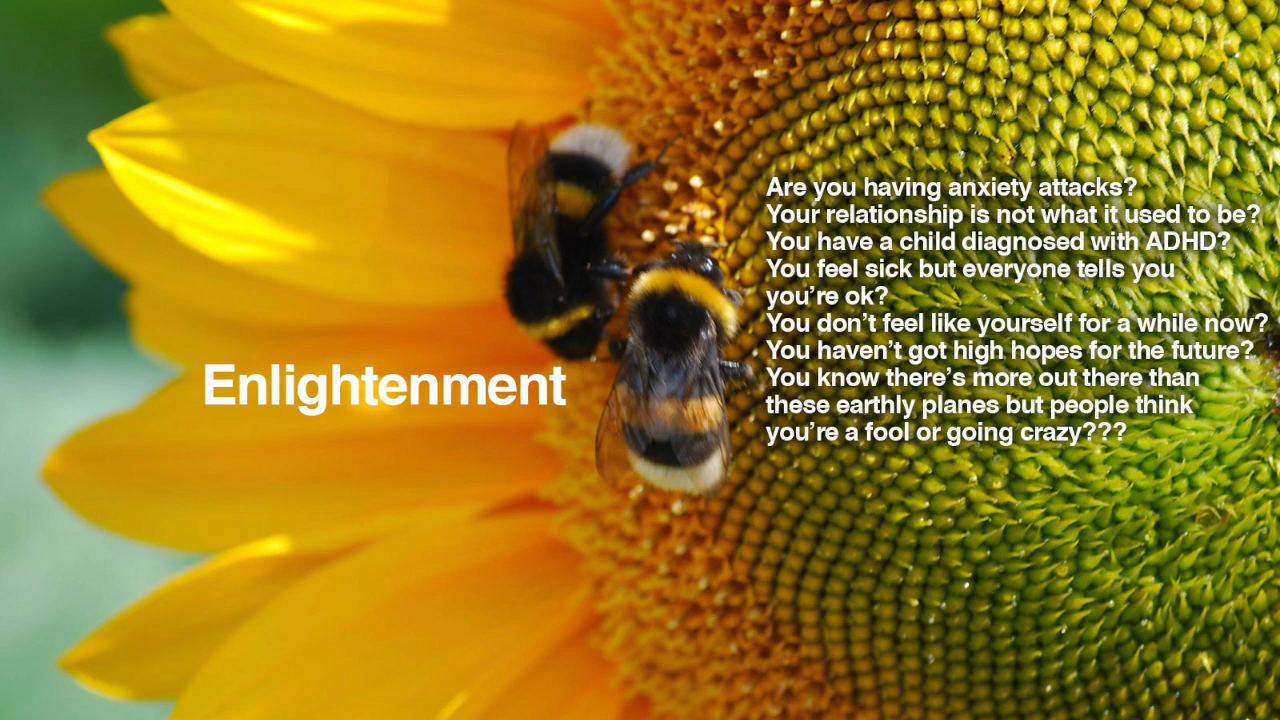 Enlightenment
Are you having anxiety attacks?
Your relationship is not what it used to be?
You have a child diagnosed with ADHD?
You feel sick but everyone tells you
you’re ok?
You don’t feel like yourself for a while now?
You haven’t got high hopes for the future?
You know there’s more out there than
these earthly planes but people think
you’re a fool or going crazy???